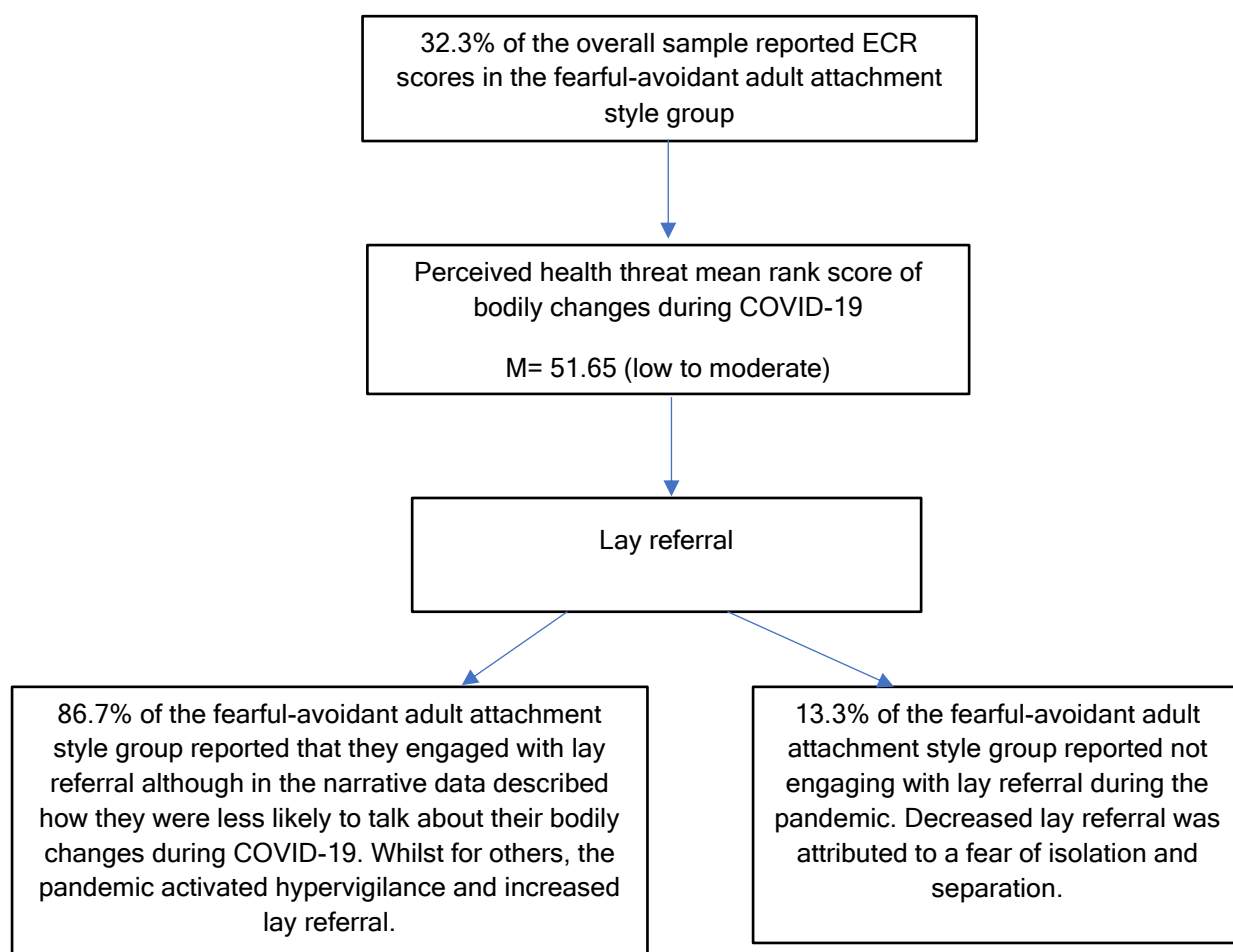 32.3% of the overall sample reported ECR
scores in the fearful-avoidant adult attachment
style group
Perceived health threat mean rank score of
bodily changes during COVID-19
M= 51.65 (low to moderate)
Lay referral
86.7% of the fearful-avoidant adult attachment
style group reported that they engaged with lay
referral although in the narrative data described
how they were less likely to talk about their bodily
changes during COVID-19. Whilst for others, the
pandemic activated hypervigilance and increased
lay referral.
13.3% of the fearful-avoidant adult
attachment style group reported not
engaging with lay referral during the
pandemic. Decreased lay referral was
attributed to a fear of isolation and
separation.